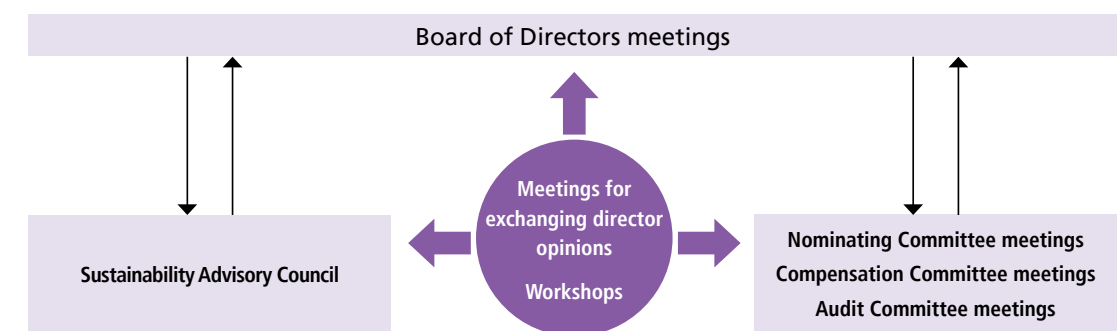 Board of Directors meetings
Meetings for
exchanging director
opinions
Workshops
Sustainability Advisory Council
Nominating Committee meetings
Compensation Committee meetings
Audit Committee meetings